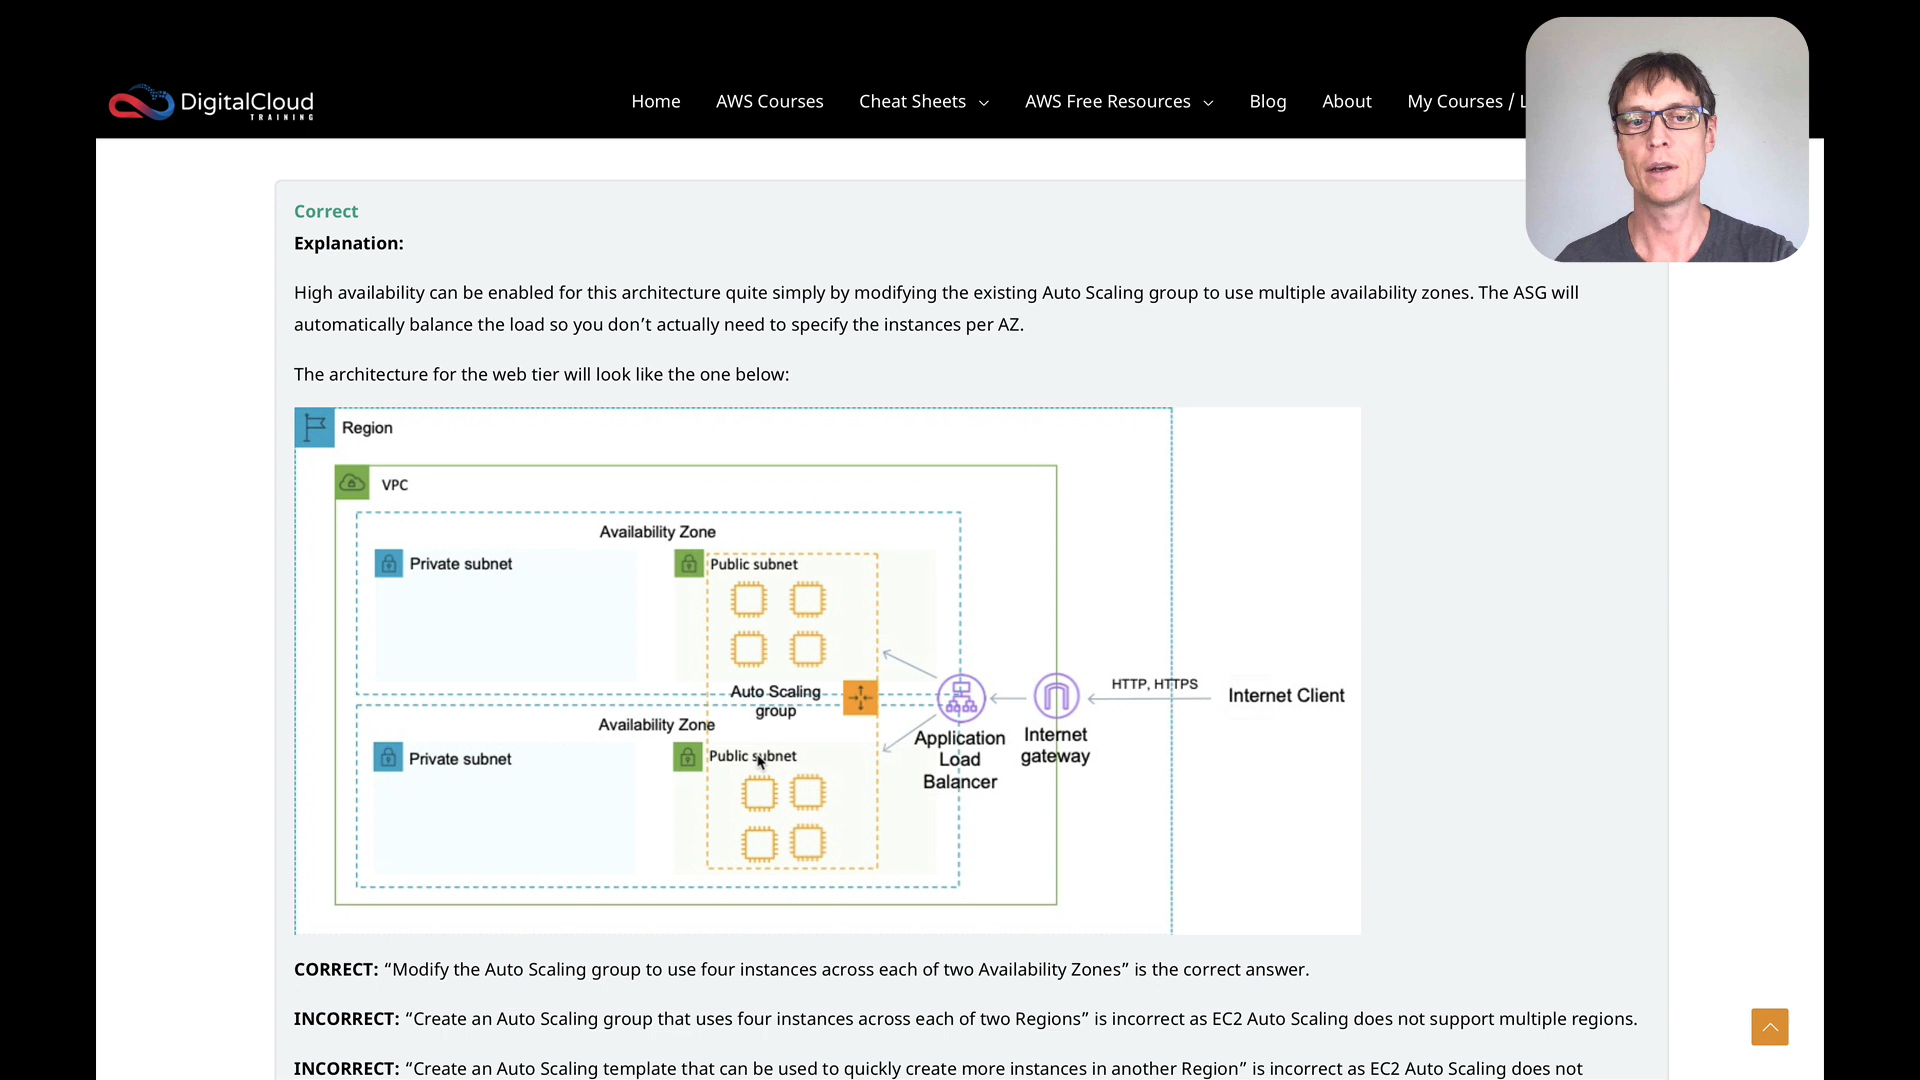 DigitalCloud
TRAINING
Home
AWS Courses
Cheat Sheets
AWS Free Resources
Blog
About
My Courses / L
Correct
Explanation:
High availability can be enabled for this architecture quite simply by modifying the existing Auto Scaling group to use multiple availability zones. The ASG will
automatically balance the load so you don’t actually need to specify the instances per AZ.
The architecture for the web tier will look like the one below:
Region
VPC
Availability Zone
Private subnet
Public subnet
Auto Scaling
group
Availability Zone
Private subnet
Public subnet
Application
Load
Balancer
Internet
gateway
HTTP, HTTPS
Internet Client
CORRECT: “Modify the Auto Scaling group to use four instances across each of two Availability Zones” is the correct answer.
INCORRECT: “Create an Auto Scaling group that uses four instances across each of two Regions” is incorrect as EC2 Auto Scaling does not support multiple regions.
INCORRECT: “Create an Auto Scaling template that can be used to quickly create more instances in another Region” is incorrect as EC2 Auto Scaling does not